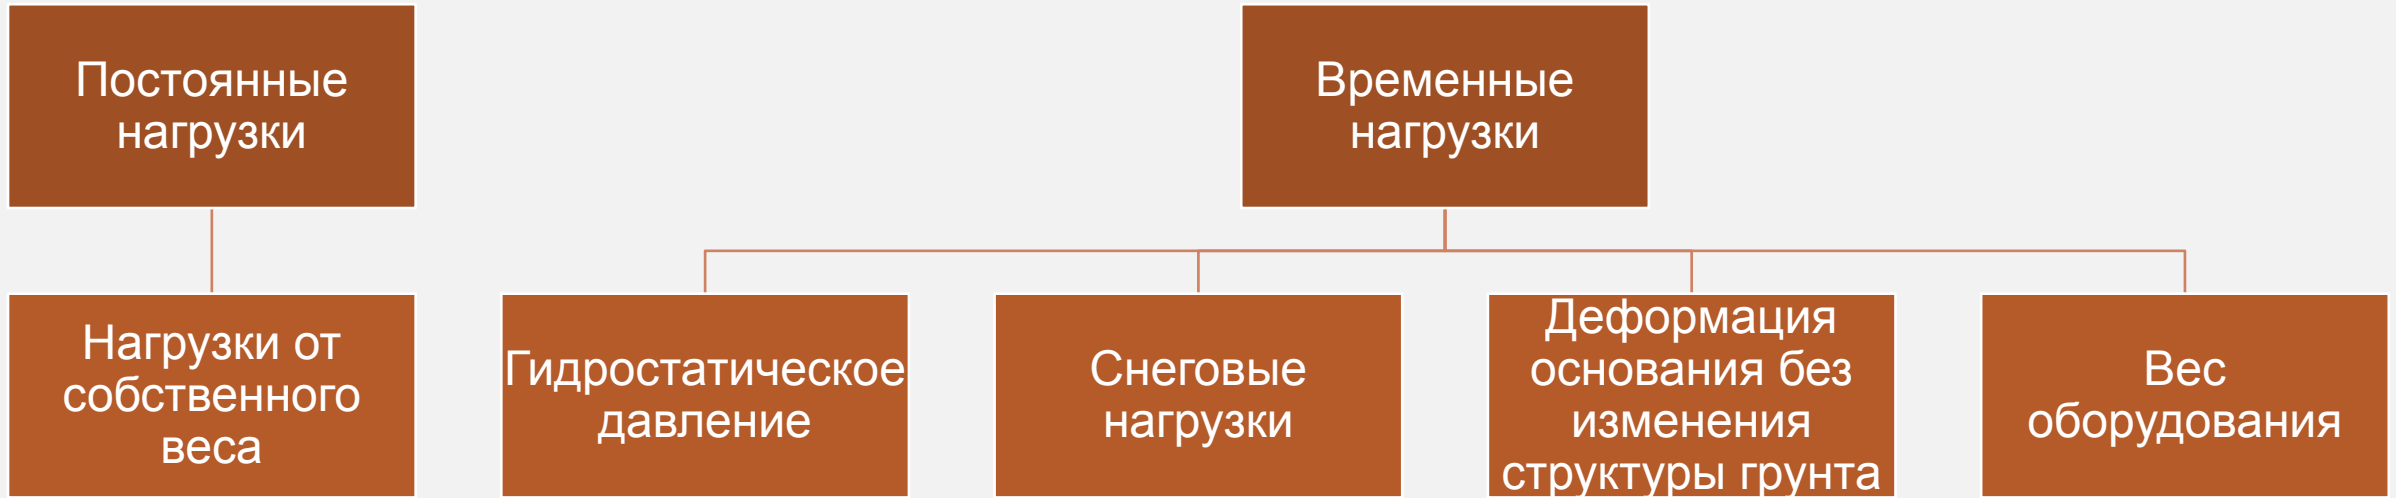 Постоянные
нагрузки
Временные
нагрузки
Нагрузки от
собственного
веса
Гидростатическое
давление
Снеговые
нагрузки
Деформация
основания без
изменения
структуры грунта
Вес
оборудования